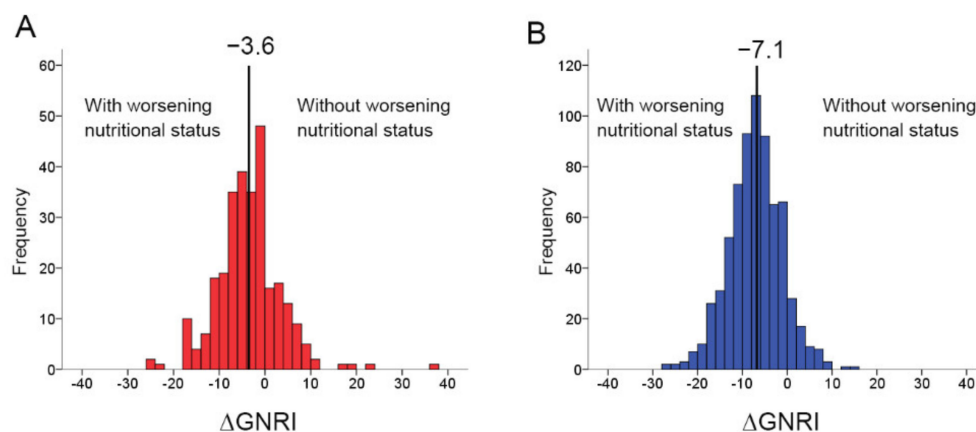 A
−3.6
60
50
40
30
20
10
0
Frequency
With worsening
nutritional status
Without worsening
nutritional status
-40 -30 -20 -10 0 10 20 30 40
ΔGNRI
B
−7.1
120
100
80
60
40
20
0
Frequency
With worsening
nutritional status
Without worsening
nutritional status
-40 -30 -20 -10 0 10 20 30 40
ΔGNRI